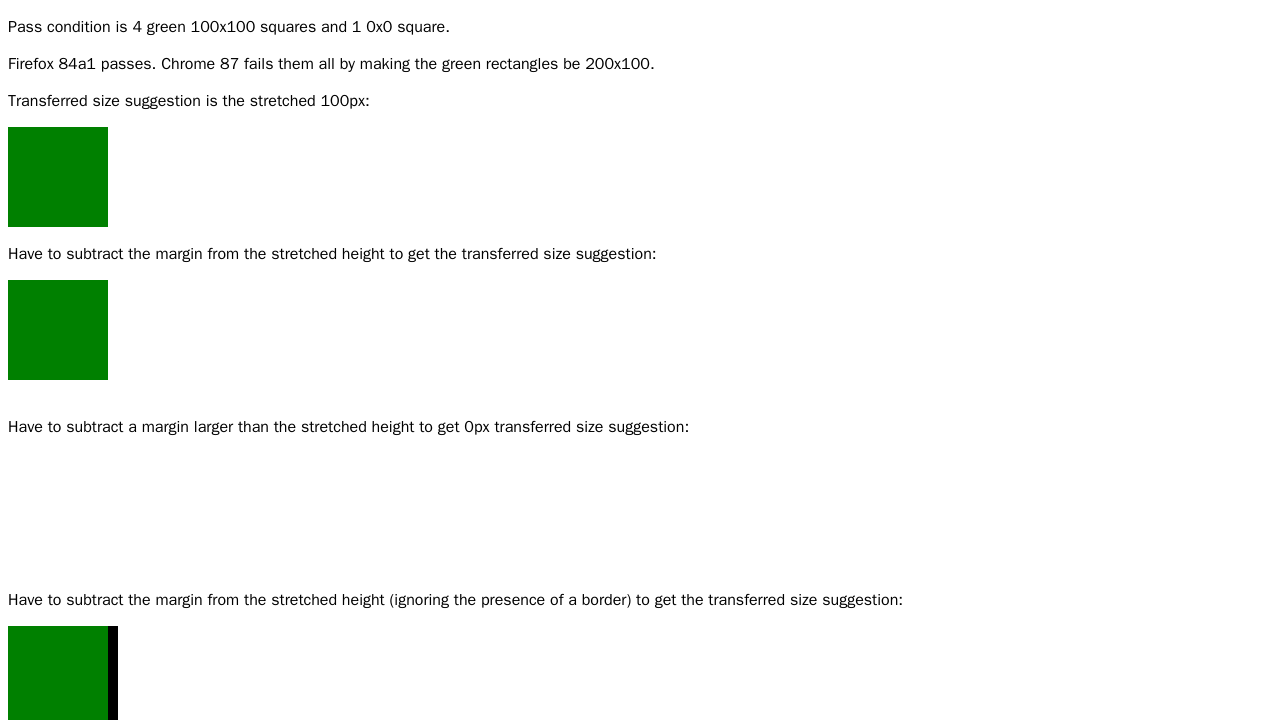 Pass condition is 4 green 100x100 squares and 1 0x0 square.
Firefox 84a1 passes. Chrome 87 fails them all by making the green rectangles be 200x100.
Transferred size suggestion is the stretched 100px:
Have to subtract the margin from the stretched height to get the transferred size suggestion:
Have to subtract a margin larger than the stretched height to get 0px transferred size suggestion:
Have to subtract the margin from the stretched height (ignoring the presence of a border) to get the transferred size suggestion: